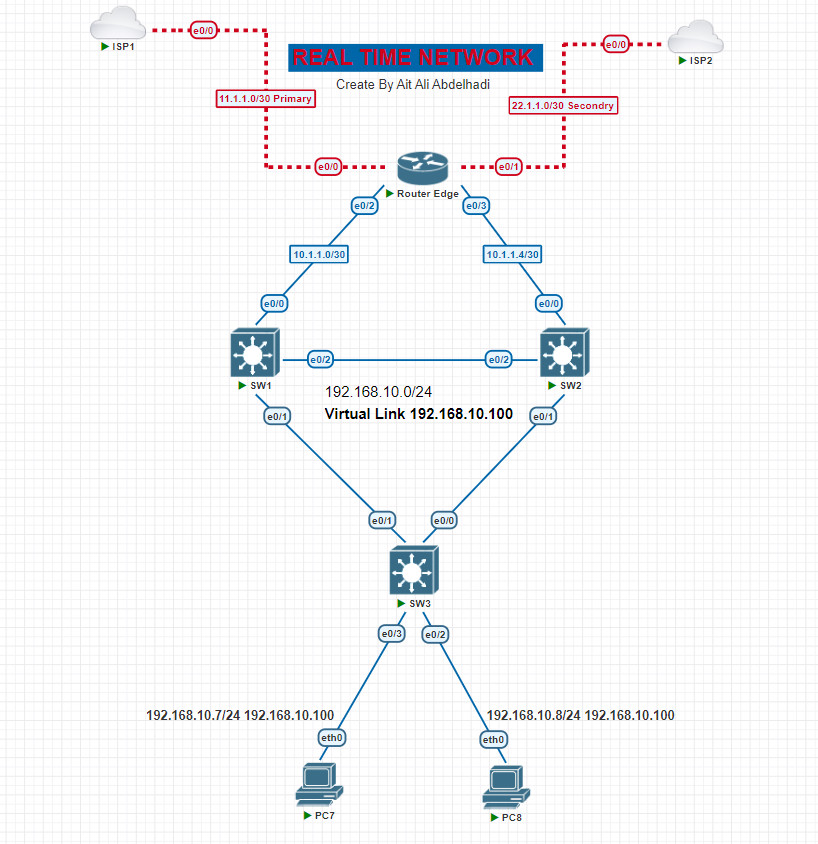 e0/0
ISP1
e0/0
ISP2
REAL TIME NETWORK
Create By Ait Ali Abdelhadi
11.1.1.0/30 Primary
22.1.1.0/30 Secondry
e0/0
e0/1
Router Edge
e0/2
e0/3
10.1.1.0/30
10.1.1.4/30
e0/0
e0/0
e0/2
e0/2
SW1
SW2
192.168.10.0/24
Virtual Link 192.168.10.100
e0/1
e0/1
e0/1
e0/0
SW3
e0/3
e0/2
192.168.10.7/24 192.168.10.100
192.168.10.8/24 192.168.10.100
eth0
eth0
PC7
PC8